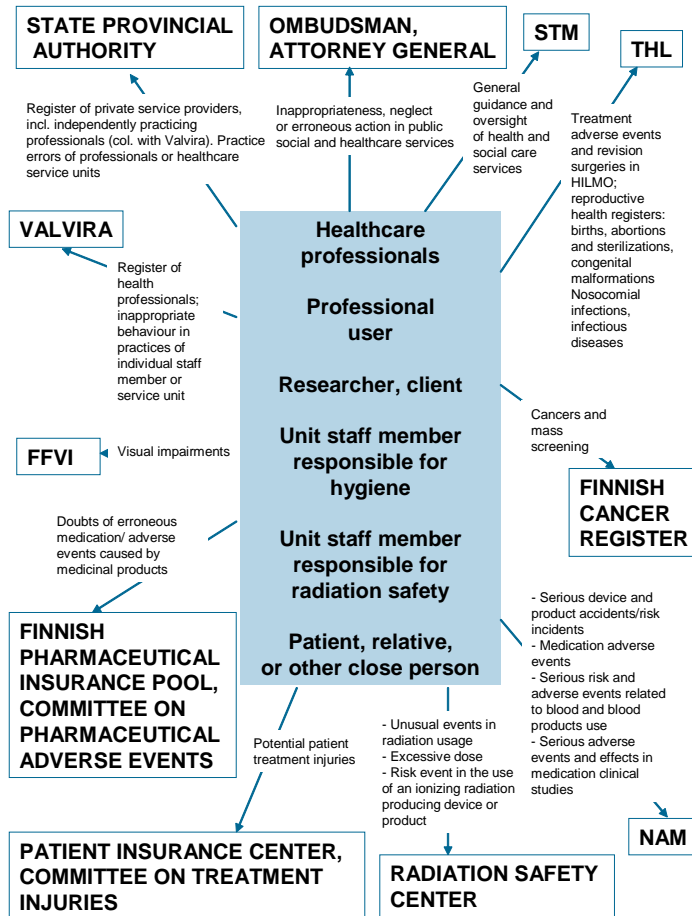 STATE PROVINCIAL
AUTHORITY
OMBUDSMAN,
ATTORNEY GENERAL
STM
THL
Register of private service providers,
incl. independently practicing
professionals (col. with Valvira). Practice
errors of professionals or healthcare
service units
Inappropriateness, neglect
or erroneous action in public
social and healthcare services
General
guidance and
oversight
of health and
social care
services
Treatment
adverse events
and revision
surgeries in
HILMO;
reproductive
health registers:
births, abortions
and sterilizations,
congenital
malformations
Nosocomial
infections,
infectious
diseases
VALVIRA
Register of
health
professionals;
inappropriate
behaviour in
practices of
individual staff
member or
service unit
Healthcare
professionals
Professional
user
Researcher, client
Unit staff member
responsible for
hygiene
Unit staff member
responsible for
radiation safety
Patient, relative,
or other close person
FFVI
Visual impairments
Cancers and
mass
screening
FINNISH
CANCER
REGISTER
Doubts of erroneous
medication/ adverse
events caused by
medicinal products
FINNISH
PHARMACEUTICAL
INSURANCE POOL,
COMMITTEE ON
PHARMACEUTICAL
ADVERSE EVENTS
- Serious device and
product accidents/risk
incidents
- Medication adverse
events
- Serious risk and
adverse events related
to blood and blood
products use
- Serious adverse
events and effects in
medication clinical
studies
Potential patient
treatment injuries
- Unusual events in
radiation usage
- Excessive dose
- Risk event in the use
of an ionizing radiation
producing device or
product
NAM
PATIENT INSURANCE CENTER,
COMMITTEE ON TREATMENT
INJURIES
RADIATION SAFETY
CENTER